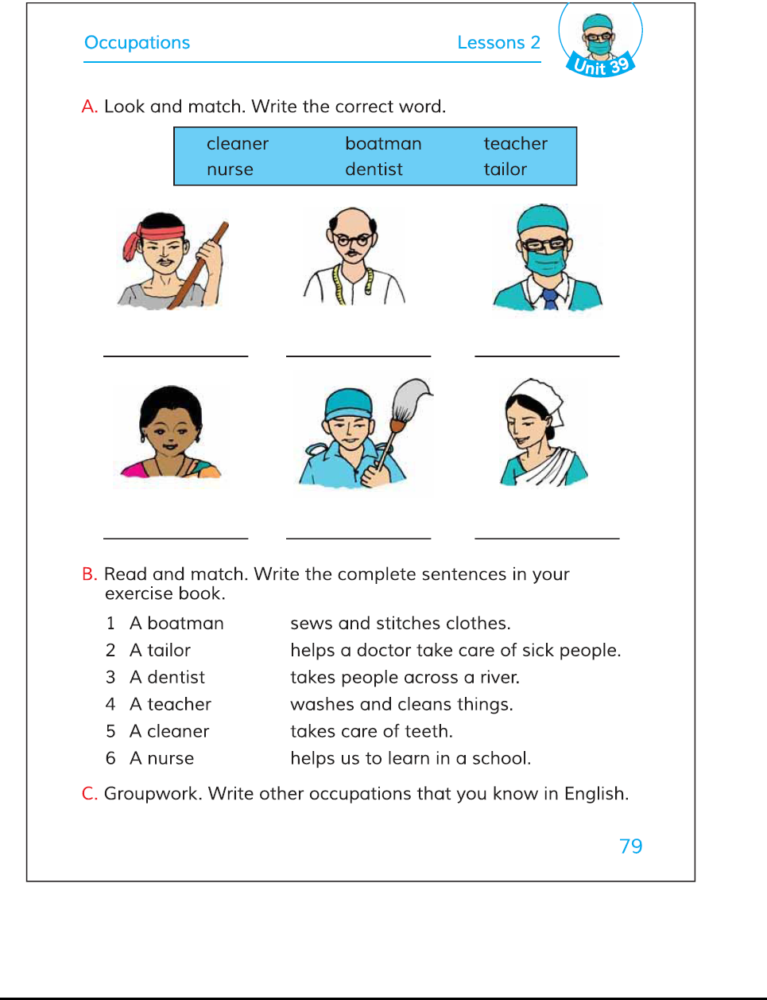 Occupations Lessons 2
Unit 39
A. Look and match. Write the correct word.
cleaner boatman teacher
nurse dentist tailor
B. Read and match. Write the complete sentences in your
exercise book.
1 A boatman sews and stitches clothes.
2 A tailor helps a doctor take care of sick people.
3 A dentist takes people across a river.
4 A teacher washes and cleans things.
5 A cleaner takes care of teeth.
6 A nurse helps us to learn in a school.
C. Groupwork. Write other occupations that you know in English.
79